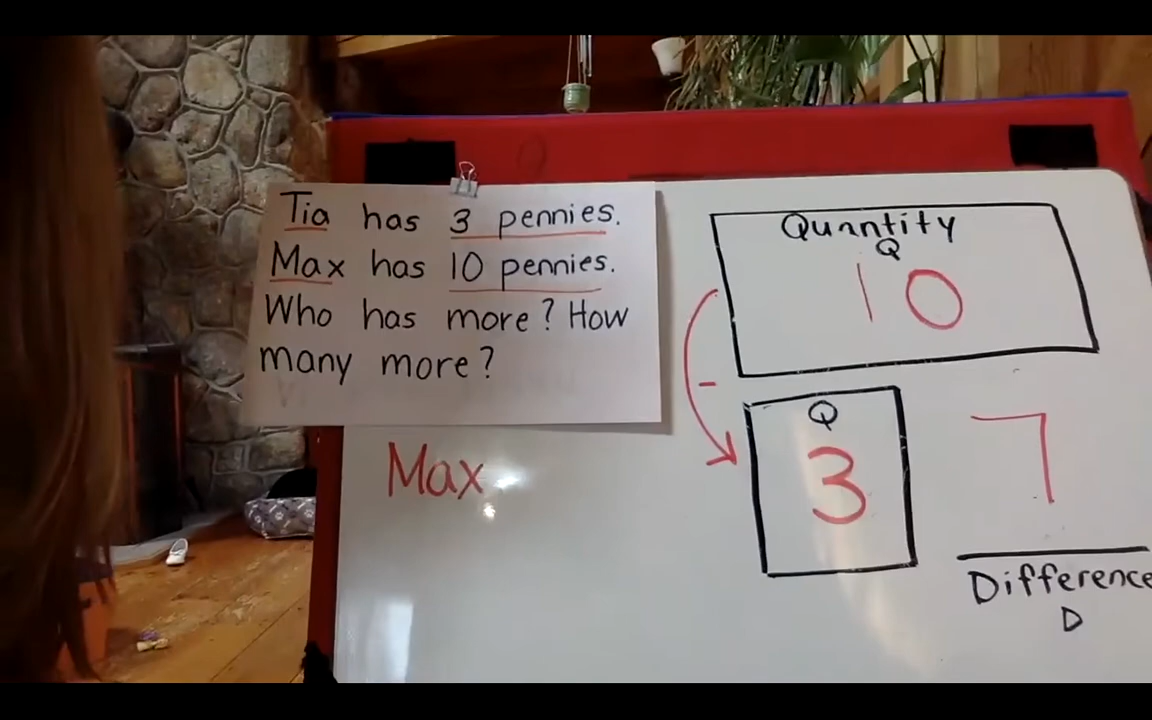 Tia has 3 pennies.
Max has 10 pennies.
Who has more? How
many more?
Max
Quantity
Q
10
-
Q
3
7
Difference
D